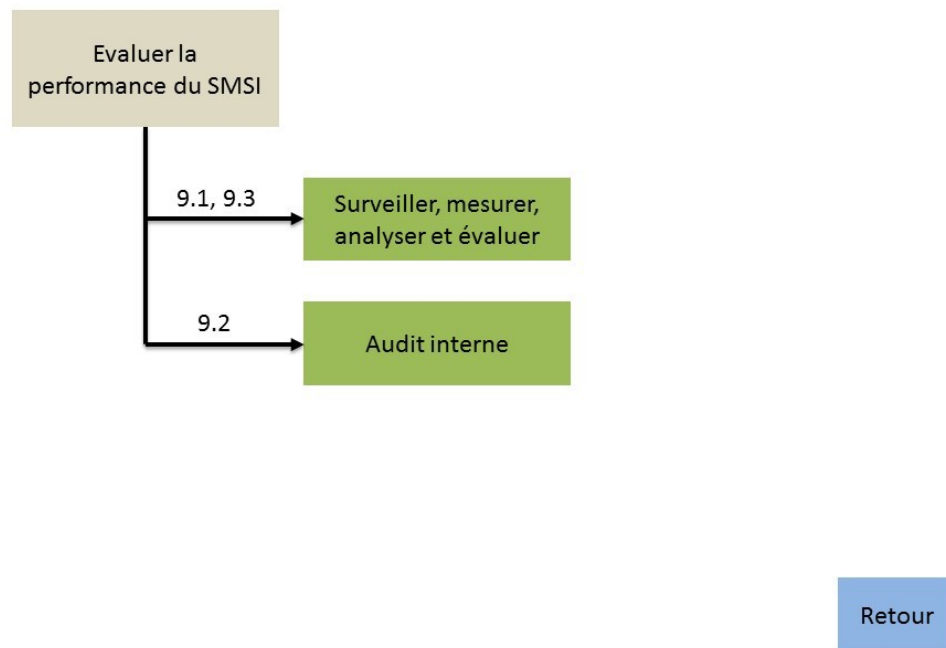 Evaluer la
performance du SMSI
9.1, 9.3
Surveiller, mesurer,
analyser et évaluer
9.2
Audit interne
Retour